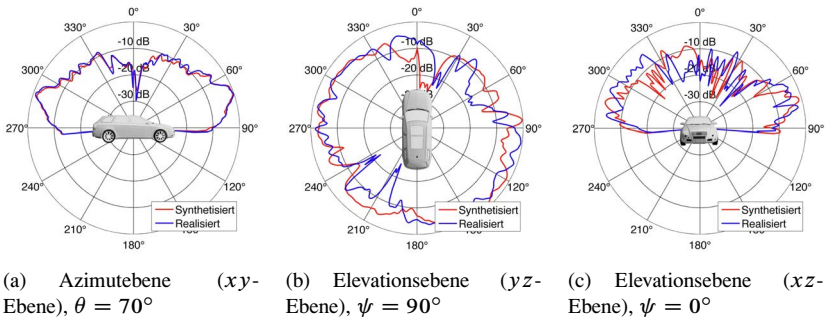 0°
330°
30°
-10 dB
300°
-20 dB
60°
-30 dB
270°
90°
240°
120°
Synthetisiert
Realisiert
210°
180°
0°
330°
30°
-10 dB
300°
-20 dB
60°
-30 dB
270°
90°
240°
120°
Synthetisiert
Realisiert
210°
180°
0°
330°
30°
-10 dB
300°
-20 dB
60°
-30 dB
270°
90°
240°
120°
Synthetisiert
Realisiert
210°
180°
(a) Azimutebene (xy-
Ebene), θ = 70°
(b) Elevationsebene (yz-
Ebene), ψ = 90°
(c) Elevationsebene (xz-
Ebene), ψ = 0°